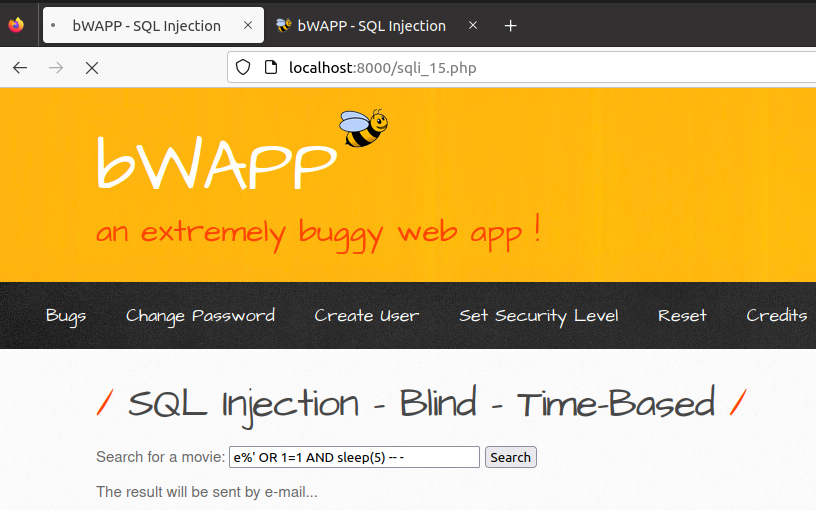 bWAPP - SQL Injection bWAPP - SQL Injection
localhost:8000/sqli_15.php
bWAPP
an extremely buggy web app !
Bugs Change Password Create User Set Security Level Reset Credits
/ SQL Injection - Blind - Time-Based /
Search for a movie: e%' OR 1=1 AND sleep(5) -- - Search
The result will be sent by e-mail...